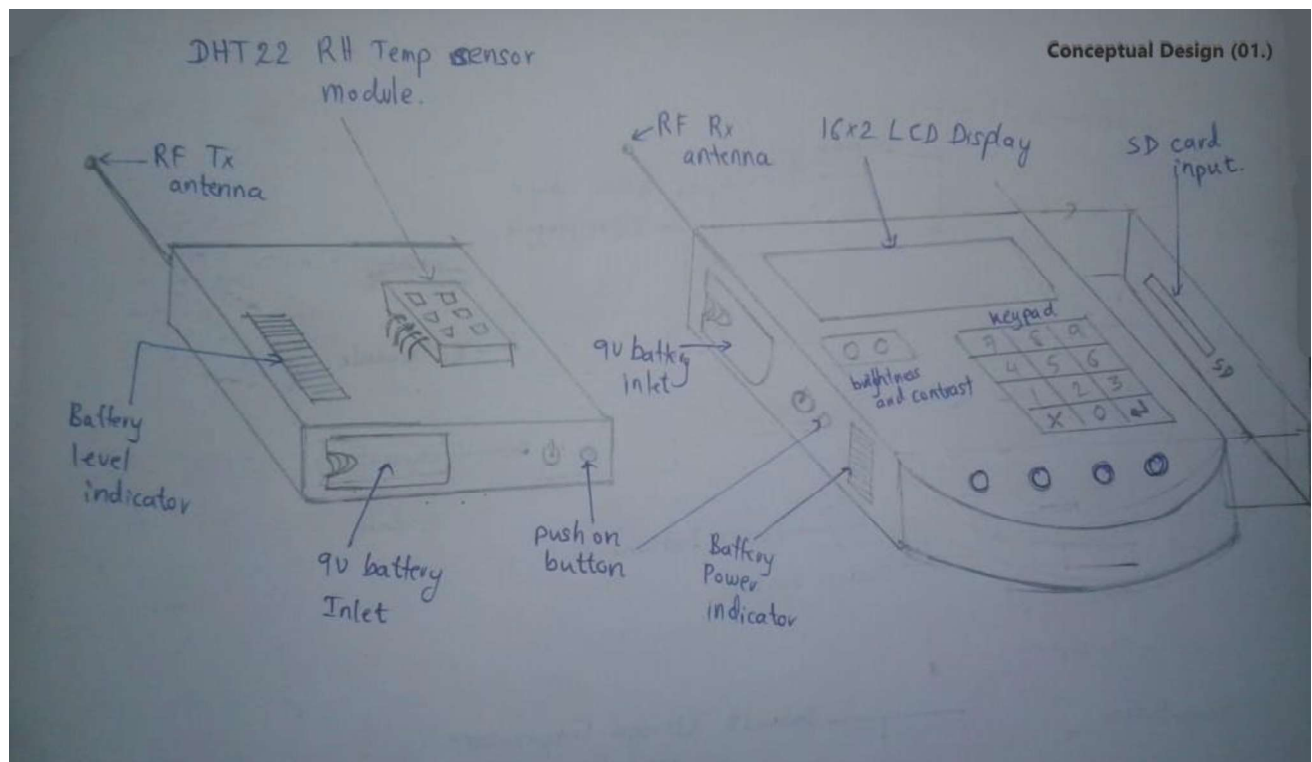 DHT22 RH Temp sensor
module.
Conceptual Design (01.)
RF Tx
antenna
RF Rx
antenna
16x2 LCD Display
SD card
input.
9V battery
inlet
keypad
7 8 9
4 5 6
1 2 3
X 0 ↵
brightness
and contrast
SD
Battery
level
indicator
9V battery
Inlet
push on
button
Battery
Power
indicator